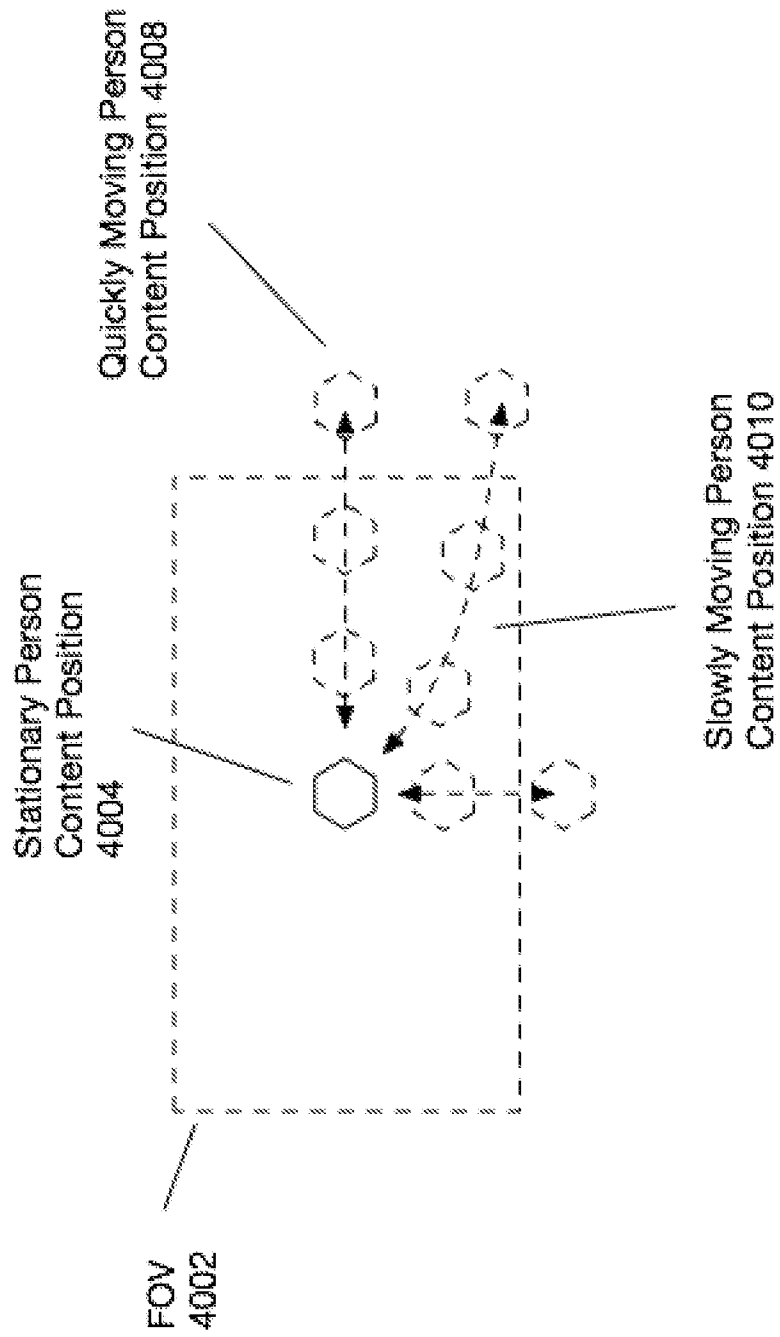 FOV
4002
Stationary Person
Content Position
4004
Quickly Moving Person
Content Position 4008
Slowly Moving Person
Content Position 4010